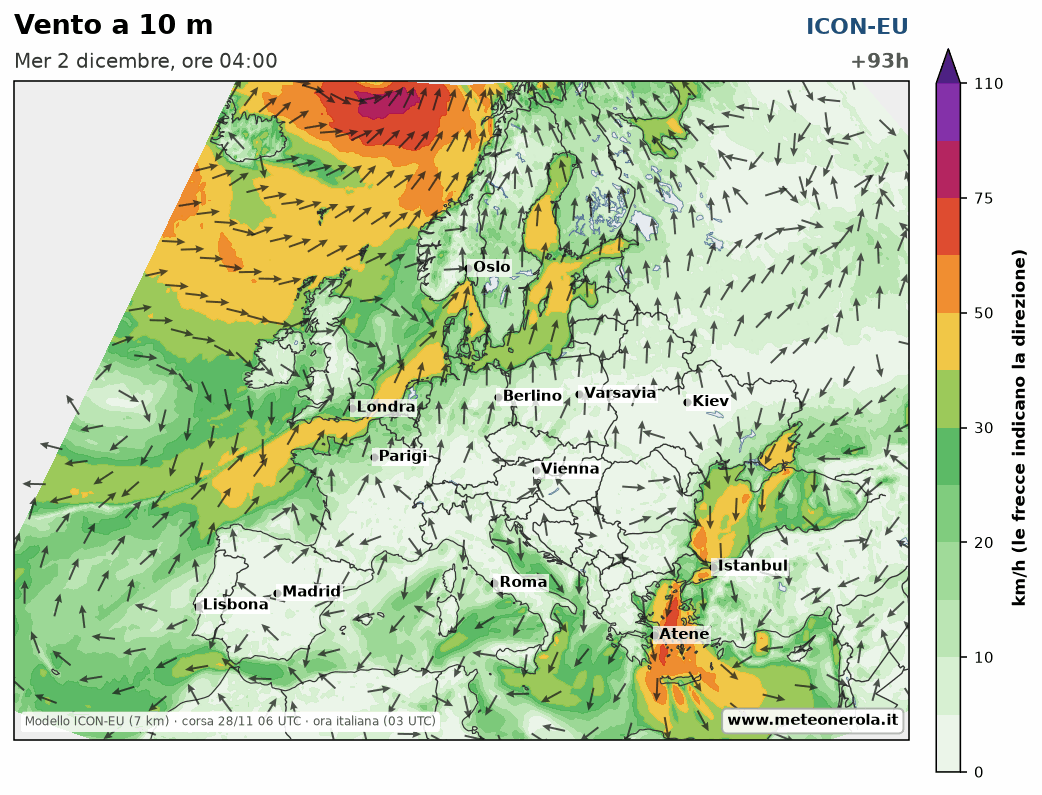 Vento a 10 m
ICON-EU
Mer 2 dicembre, ore 04:00
+93h
Oslo
Londra
Berlino
Varsavia
Kiev
Parigi
Vienna
Istanbul
Roma
Madrid
Lisbona
Atene
Modello ICON-EU (7 km) · corsa 28/11 06 UTC · ora italiana (03 UTC)
www.meteonerola.it
110
75
50
30
20
10
0
km/h (le frecce indicano la direzione)